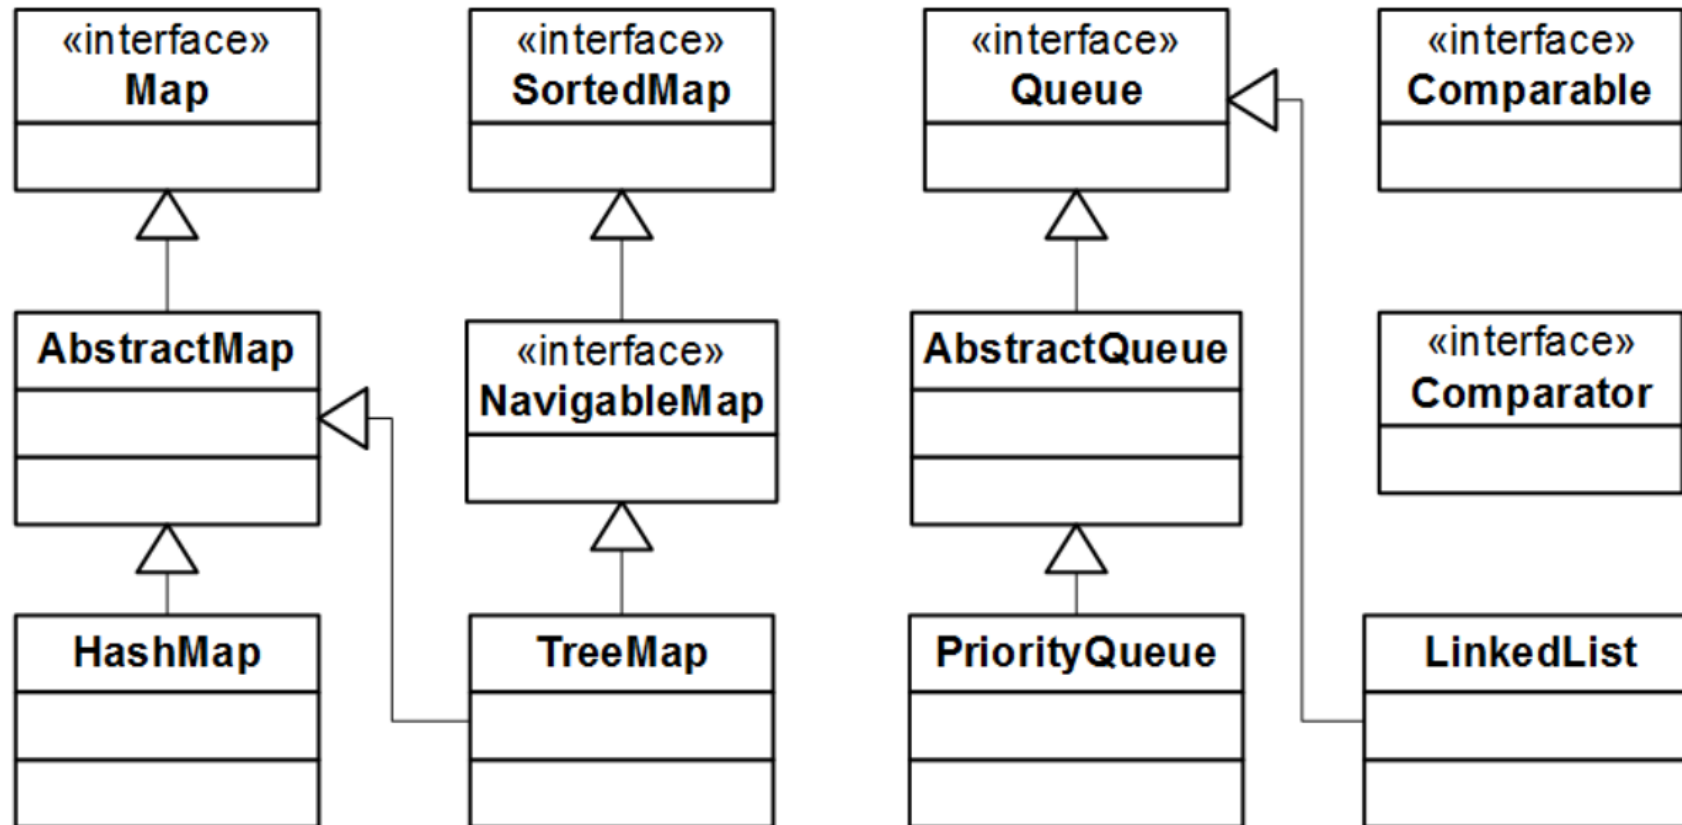 «interface»
Map
«interface»
SortedMap
«interface»
Queue
«interface»
Comparable
AbstractMap
«interface»
NavigableMap
AbstractQueue
«interface»
Comparator
HashMap
TreeMap
PriorityQueue
LinkedList